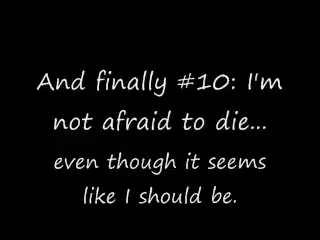 And finally #10: I'm
not afraid to die...
even though it seems
like I should be.